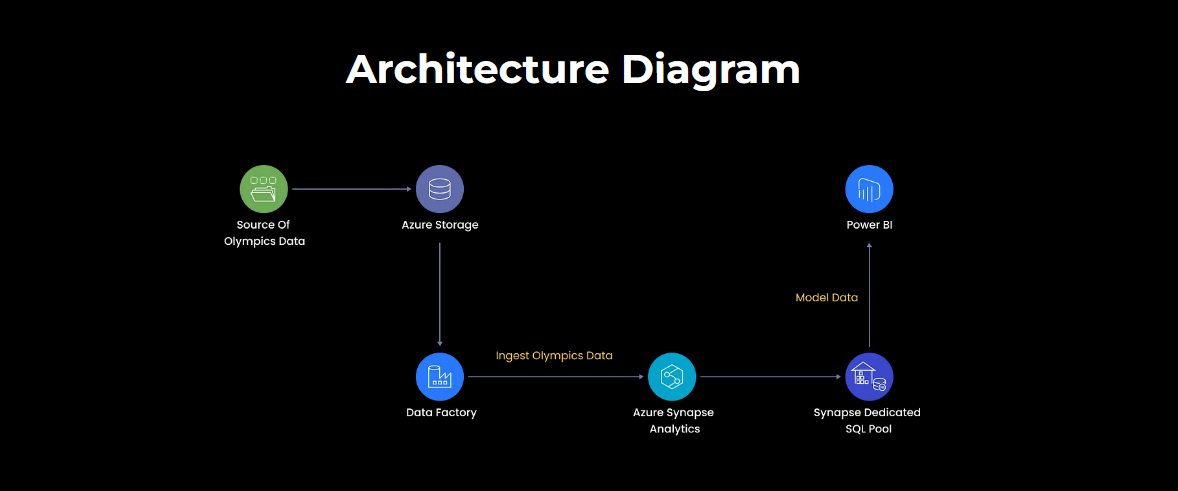 Architecture Diagram
Source Of
Olympics Data
Azure Storage
Power BI
Model Data
Ingest Olympics Data
Data Factory
Azure Synapse
Analytics
Synapse Dedicated
SQL Pool